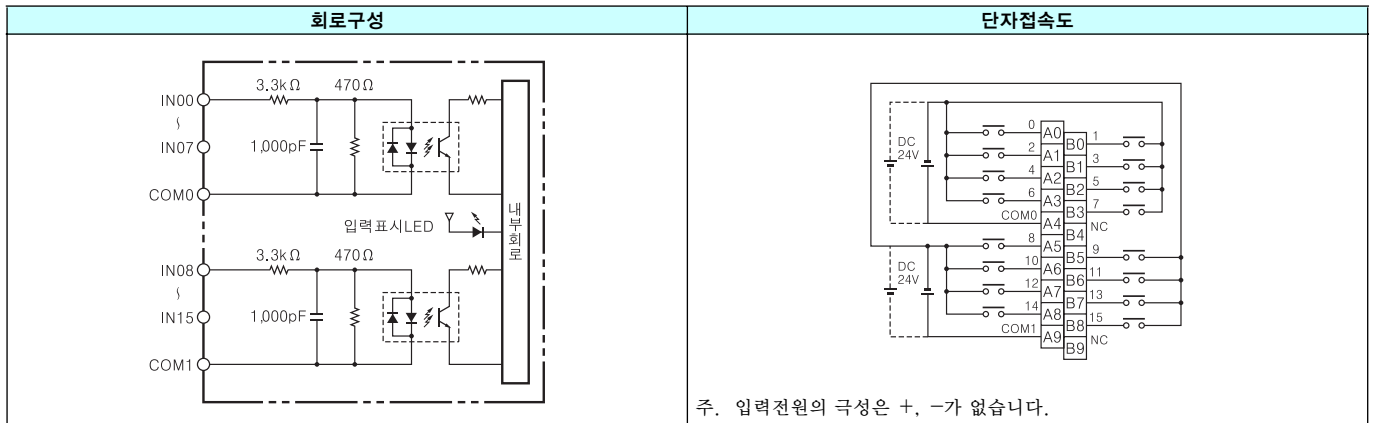 회로구성
단자접속도
3.3kΩ 470Ω
IN00
~
IN07
1,000pF
COM0
입력표시LED
내부회로
3.3kΩ 470Ω
IN08
~
IN15
1,000pF
COM1
DC
24V
0 A0
B0 1
2 A1
B1 3
4 A2
B2 5
6 A3
B3 7
COM0 A4
B4 NC
8 A5
B5 9
DC
24V
10 A6
B6 11
12 A7
B7 13
14 A8
B8 15
COM1 A9
B9 NC
주. 입력전원의 극성은 +, −가 없습니다.